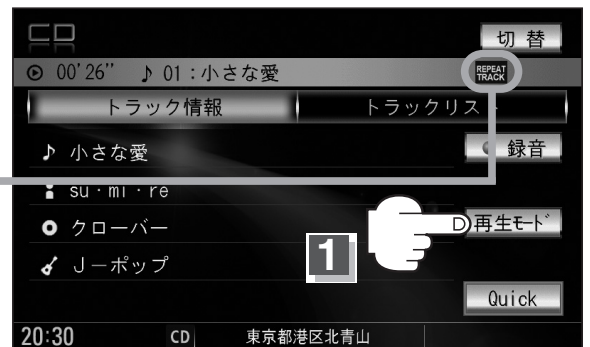 CD
切 替
00'26'' ♪ 01:小さな愛
REPEAT TRACK
トラック情報
トラックリスト
♪ 小さな愛
録音
su・mi・re
クローバー
再生モード
1
J−ポップ
Quick
20:30
CD
東京都港区北青山